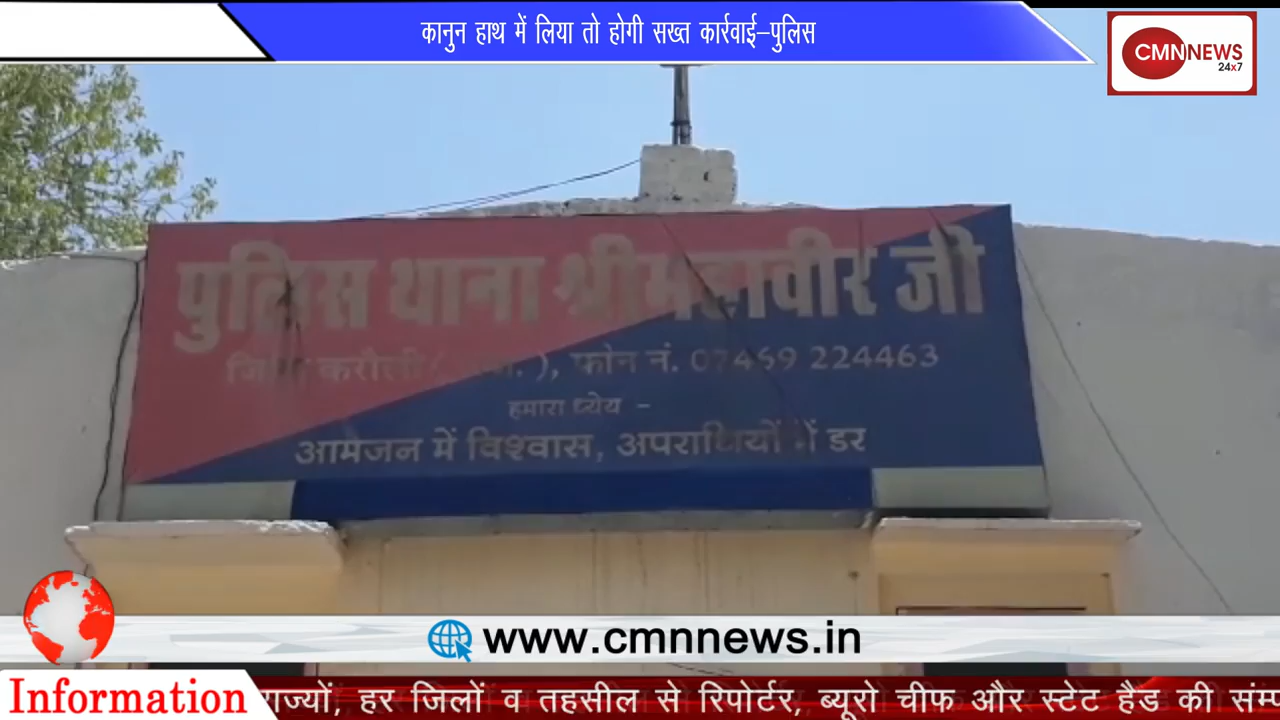 कानुन हाथ में लिया तो होगी सख्त कार्रवाई–पुलिस
CMNNEWS
24x7
पुलिस थाना श्रीमहावीर जी
करौली( ), फोन नं. 07469 224463
हमारा ध्येय -
आमजन में विश्वास, अपराधियों में डर
www.cmnnews.in
Information
हर जिलों व तहसील से रिपोर्टर, ब्यूरो चीफ और स्टेट हैड की